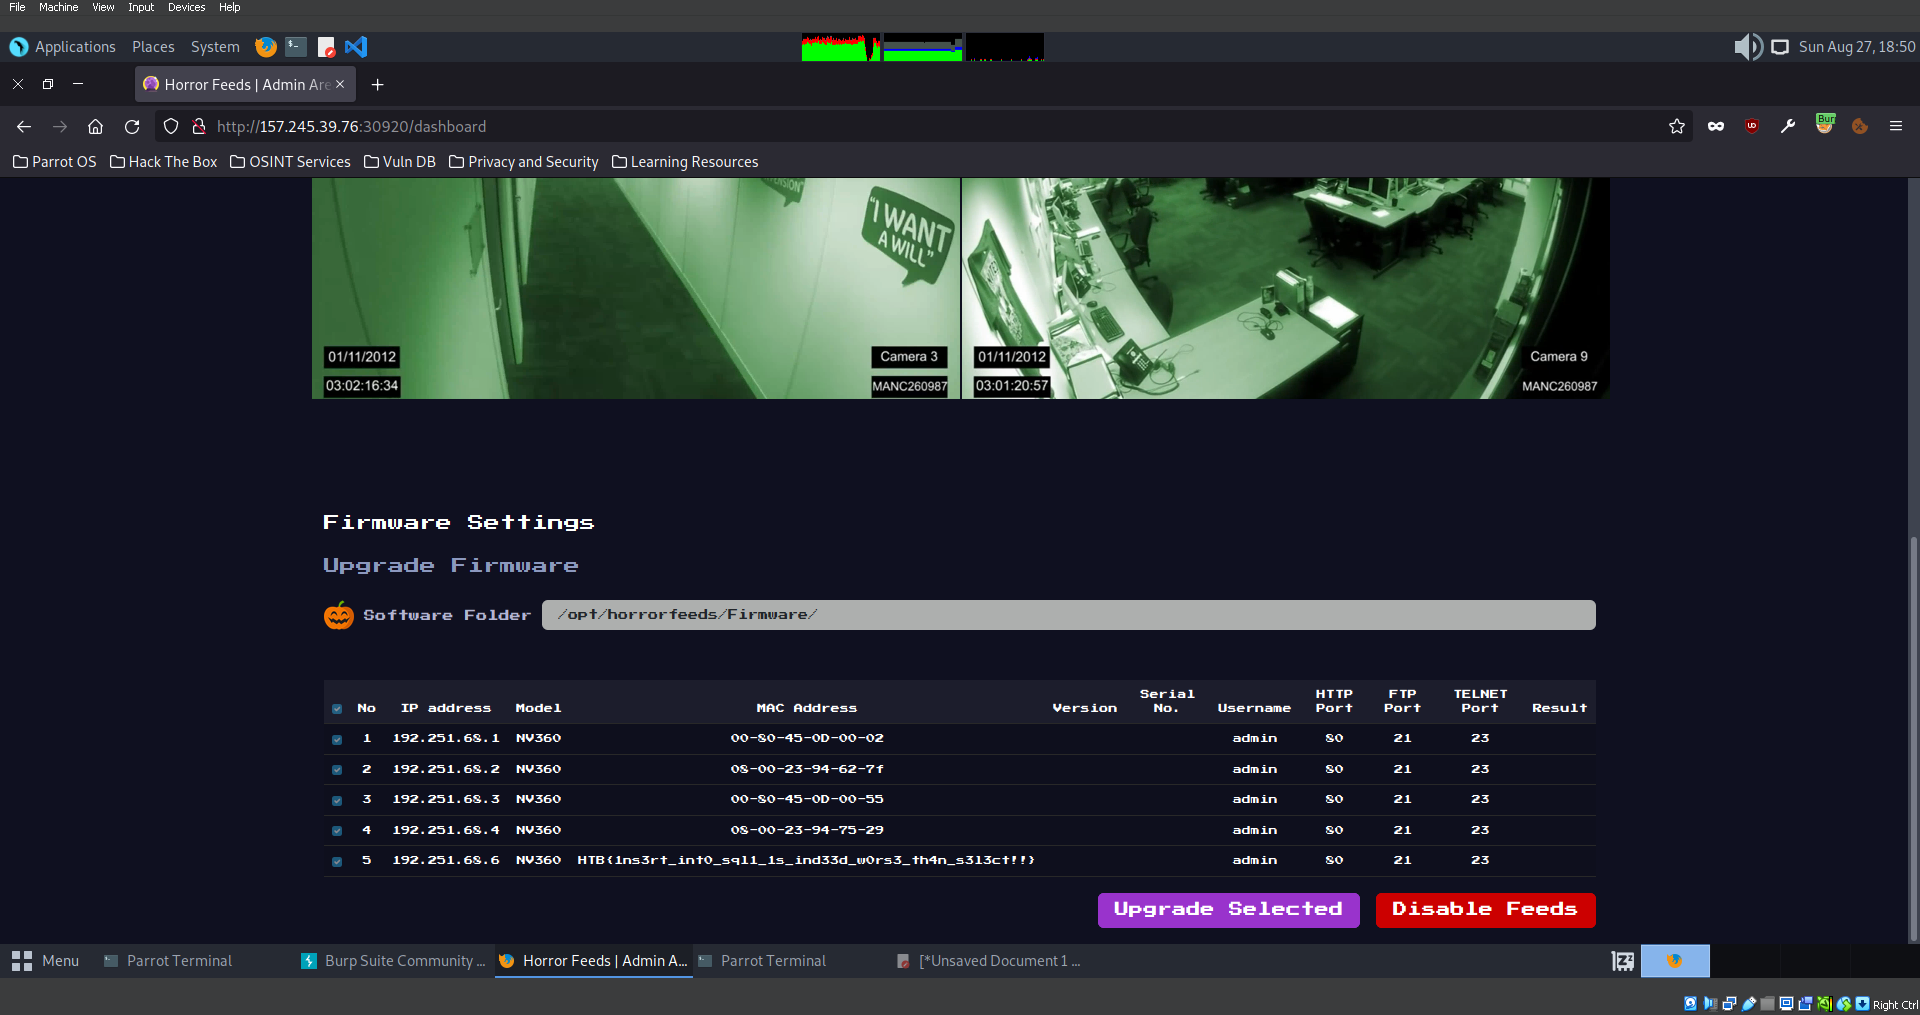 File Machine View Input Devices Help
Applications Places System Sun Aug 27, 18:50
Horror Feeds | Admin Are
http://157.245.39.76:30920/dashboard
Parrot OS Hack The Box OSINT Services Vuln DB Privacy and Security Learning Resources
"I WANT
A WILL"
01/11/2012 Camera 3 01/11/2012 Camera 9
03:02:16:34 MANC260987 03:01:20:57 MANC260987
Firmware Settings
Upgrade Firmware
Software Folder /opt/horrorfeeds/Firmware/
No IP address Model MAC Address Version Serial No. Username HTTP Port FTP Port TELNET Port Result
1 192.251.68.1 NV360 00-80-45-0D-00-02 admin 80 21 23
2 192.251.68.2 NV360 08-00-23-94-62-7f admin 80 21 23
3 192.251.68.3 NV360 00-80-45-0D-00-55 admin 80 21 23
4 192.251.68.4 NV360 08-00-23-94-75-29 admin 80 21 23
5 192.251.68.6 NV360 HTB{1ns3rt_int0_sql1_1s_ind33d_w0rs3_th4n_s3l3ct!!} admin 80 21 23
Upgrade Selected Disable Feeds
Menu Parrot Terminal Burp Suite Community ... Horror Feeds | Admin A... Parrot Terminal [*Unsaved Document 1 ...
Right Ctrl